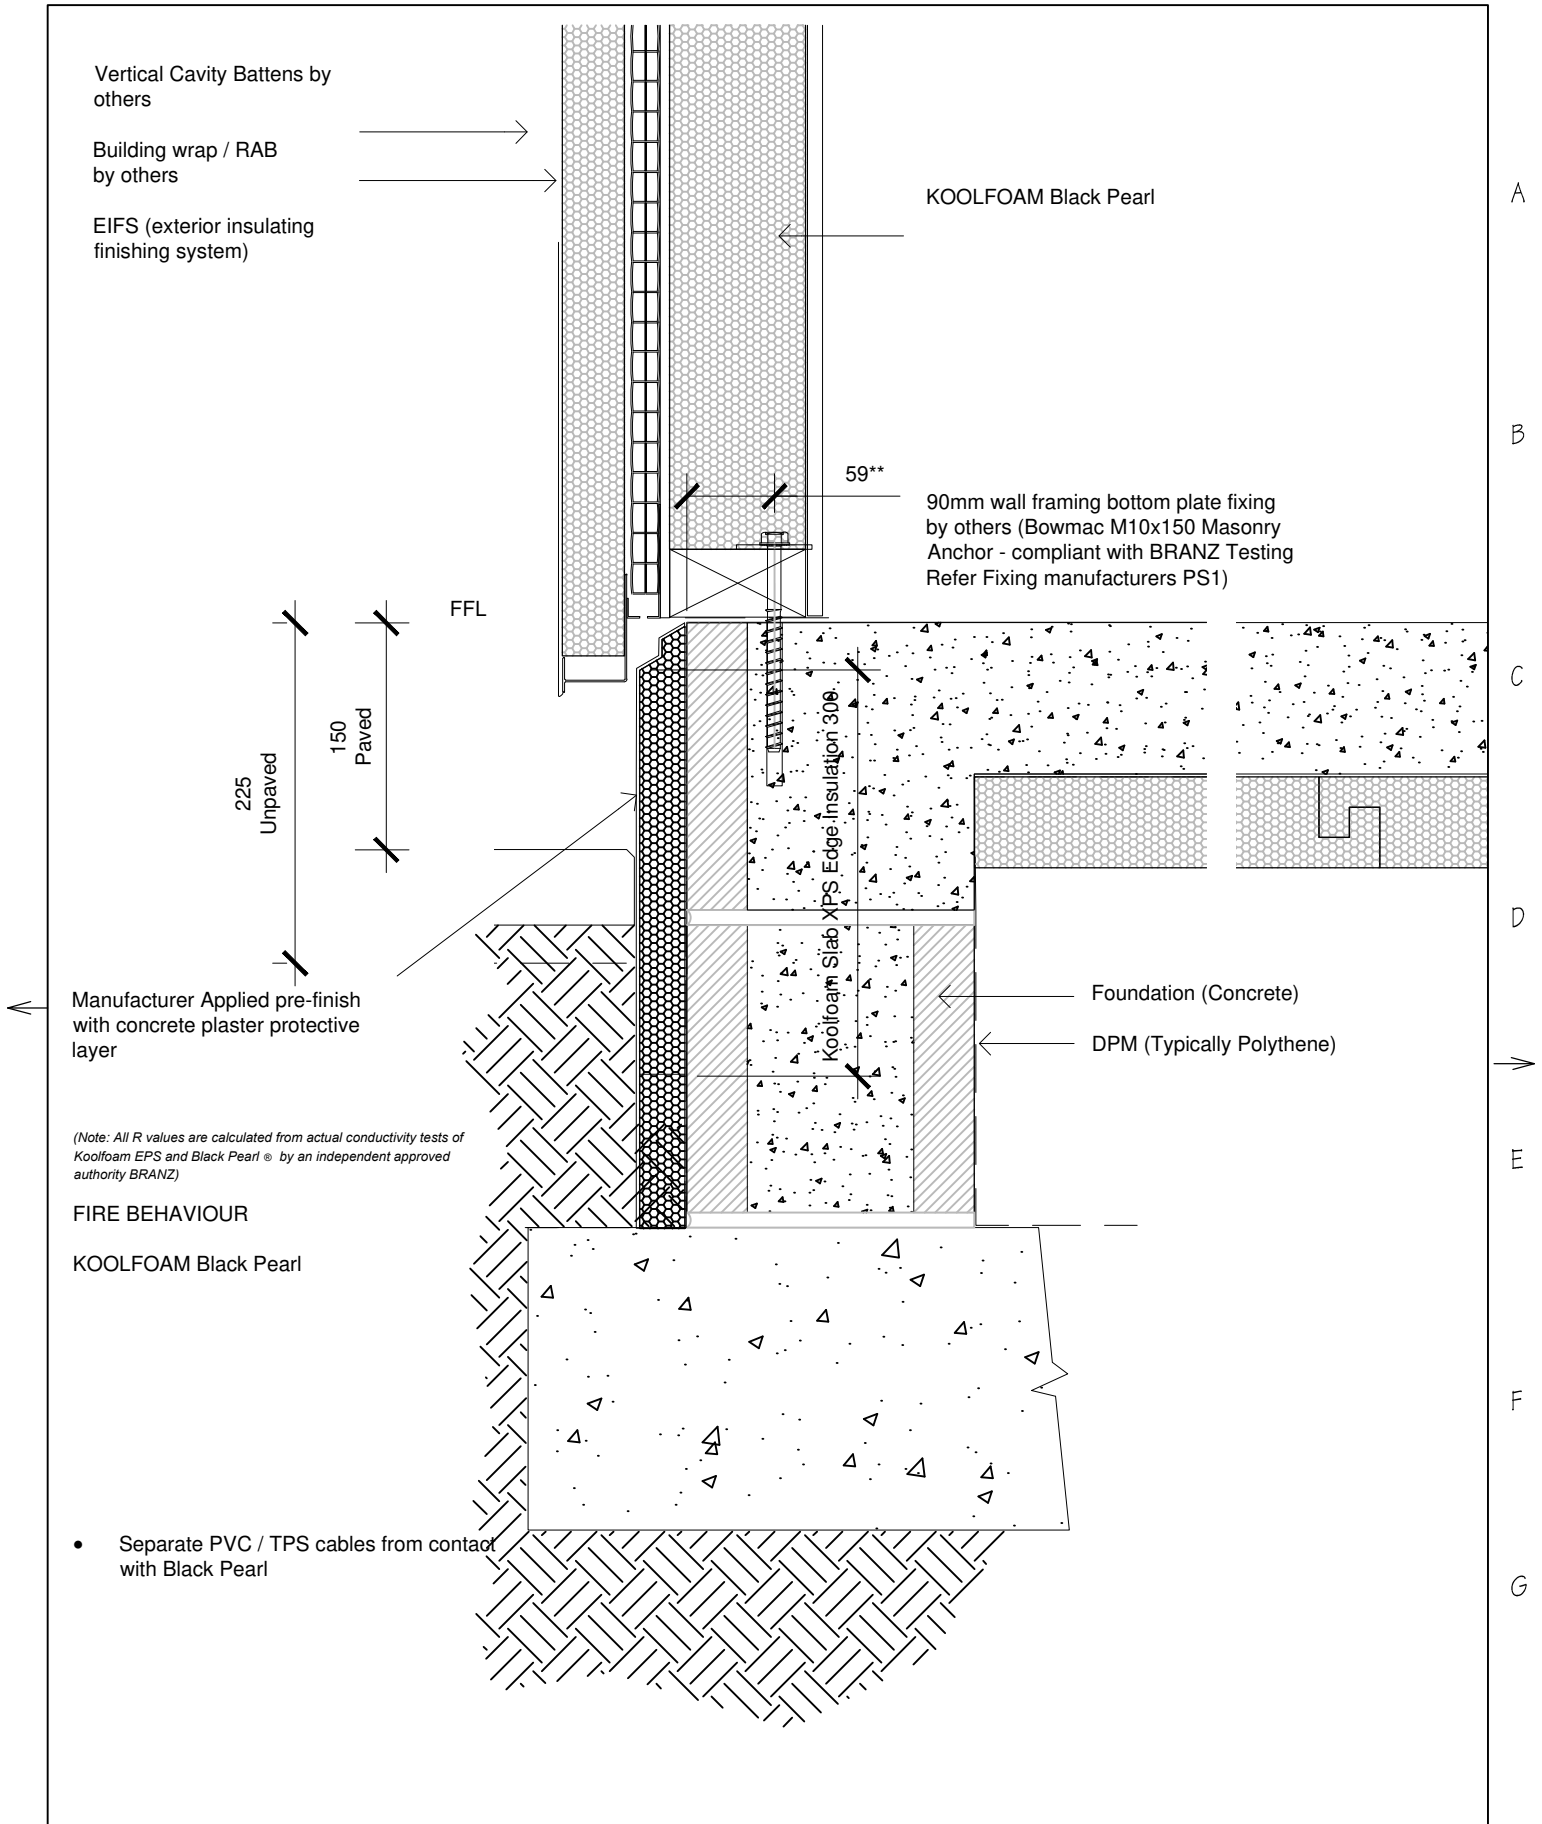 Vertical Cavity Battens by
others
Building wrap / RAB
by others
EIFS (exterior insulating
finishing system)
KOOLFOAM Black Pearl
A
B
59**
90mm wall framing bottom plate fixing
by others (Bowmac M10x150 Masonry
Anchor - compliant with BRANZ Testing
Refer Fixing manufacturers PS1)
FFL
C
150
Paved
225
Unpaved
Koolfoam Slab XPS Edge Insulation 300
D
Manufacturer Applied pre-finish
with concrete plaster protective
layer
Foundation (Concrete)
DPM (Typically Polythene)
(Note: All R values are calculated from actual conductivity tests of
Koolfoam EPS and Black Pearl ® by an independent approved
authority BRANZ)
E
FIRE BEHAVIOUR
KOOLFOAM Black Pearl
F
• Separate PVC / TPS cables from contact
with Black Pearl
G